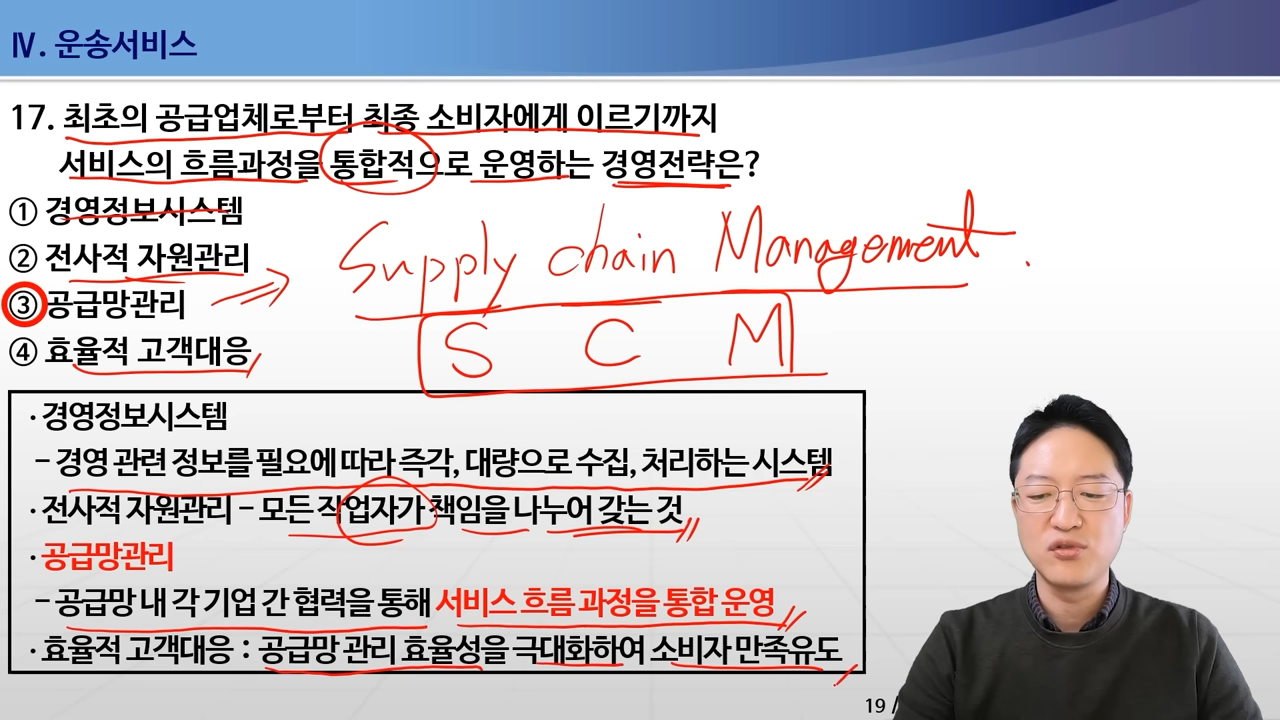 Ⅳ. 운송서비스
17. 최초의 공급업체로부터 최종 소비자에게 이르기까지
서비스의 흐름과정을 통합적으로 운영하는 경영전략은?
① 경영정보시스템
② 전사적 자원관리
③ 공급망관리
④ 효율적 고객대응
Supply chain Management.
S C M
· 경영정보시스템
- 경영 관련 정보를 필요에 따라 즉각, 대량으로 수집, 처리하는 시스템
· 전사적 자원관리 - 모든 작업자가 책임을 나누어 갖는 것
· 공급망관리
- 공급망 내 각 기업 간 협력을 통해 서비스 흐름 과정을 통합 운영
· 효율적 고객대응 : 공급망 관리 효율성을 극대화하여 소비자 만족유도
19 /